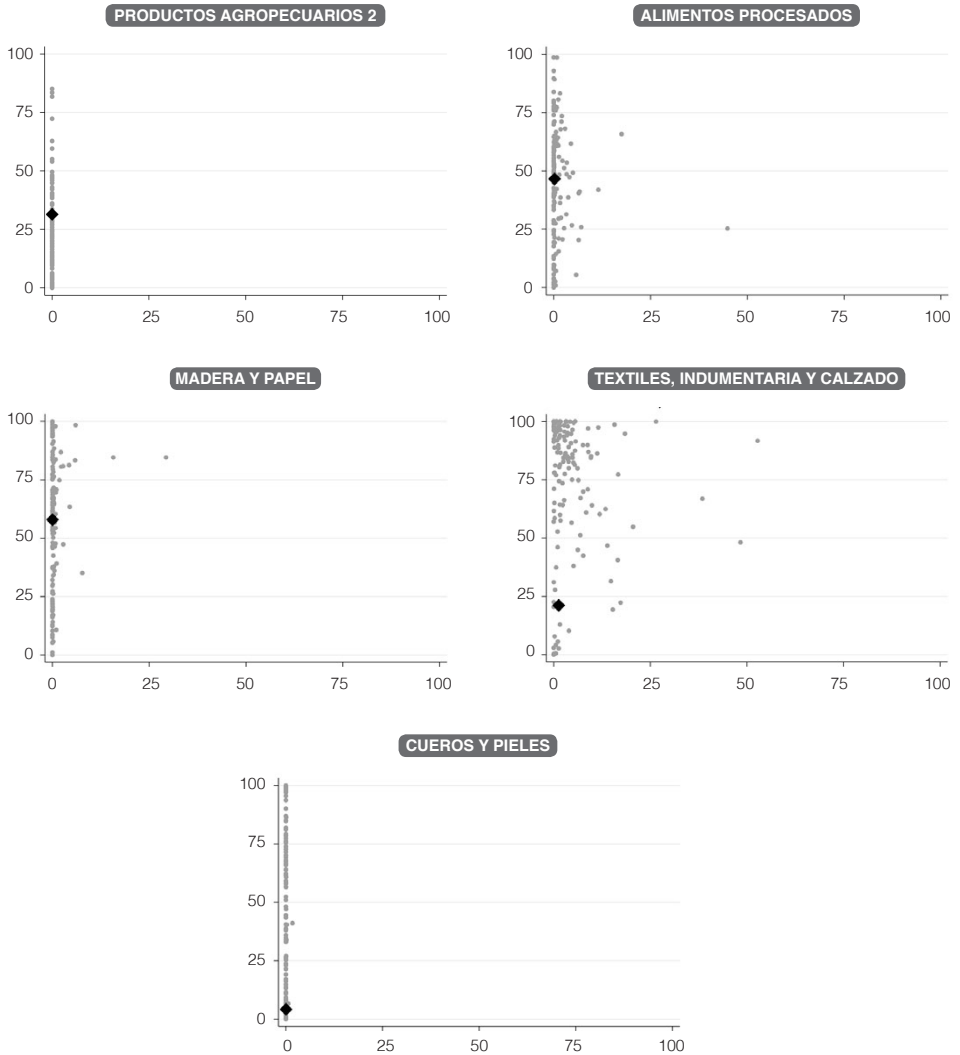 PRODUCTOS AGROPECUARIOS 2
100
75
50
25
0
0 25 50 75 100
ALIMENTOS PROCESADOS
100
75
50
25
0
0 25 50 75 100
MADERA Y PAPEL
100
75
50
25
0
0 25 50 75 100
TEXTILES, INDUMENTARIA Y CALZADO
100
75
50
25
0
0 25 50 75 100
CUEROS Y PIELES
100
75
50
25
0
0 25 50 75 100